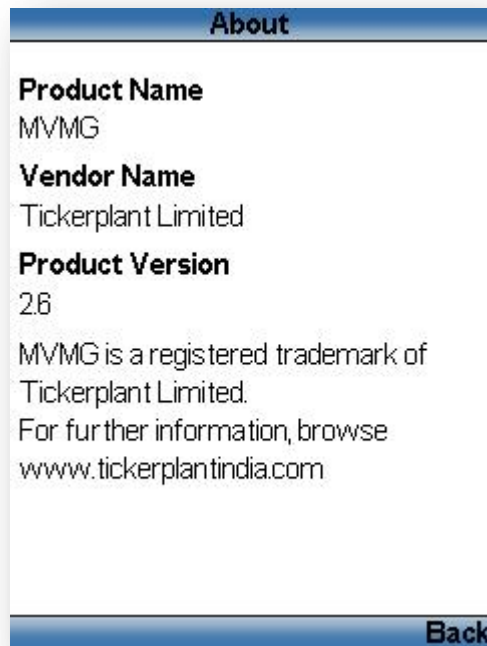 About
Product Name
MVMG
Vendor Name
Tickerplant Limited
Product Version
2.6
MVMG is a registered trademark of
Tickerplant Limited.
For further information, browse
www.tickerplantindia.com
Back